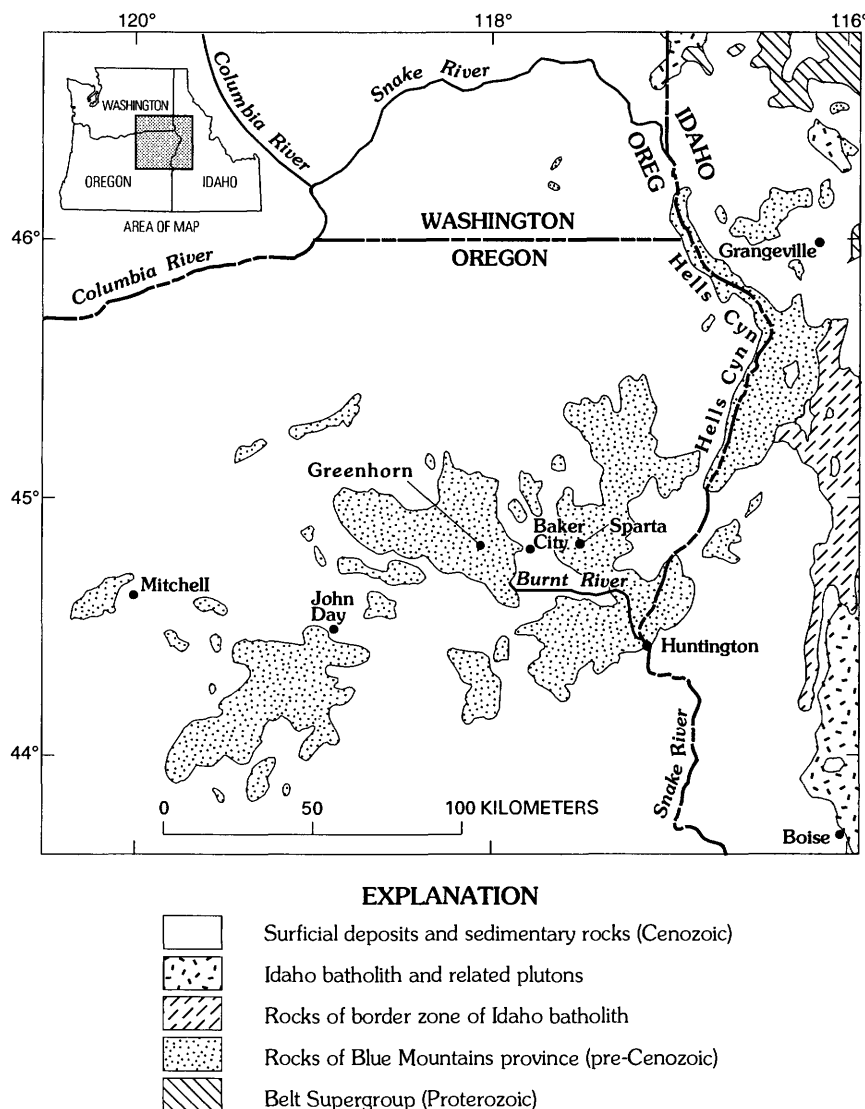 120°
118°
116°
WASHINGTON
OREGON
IDAHO
AREA OF MAP
Columbia River
Snake River
OREG
IDAHO
46°
WASHINGTON
OREGON
Grangeville
Columbia River
Hells Cyn
Hells Cyn
45°
Greenhorn
Baker
City
Sparta
Burnt River
Mitchell
John
Day
Huntington
44°
Snake River
0 50 100 KILOMETERS
Boise
EXPLANATION
Surficial deposits and sedimentary rocks (Cenozoic)
Idaho batholith and related plutons
Rocks of border zone of Idaho batholith
Rocks of Blue Mountains province (pre-Cenozoic)
Belt Supergroup (Proterozoic)